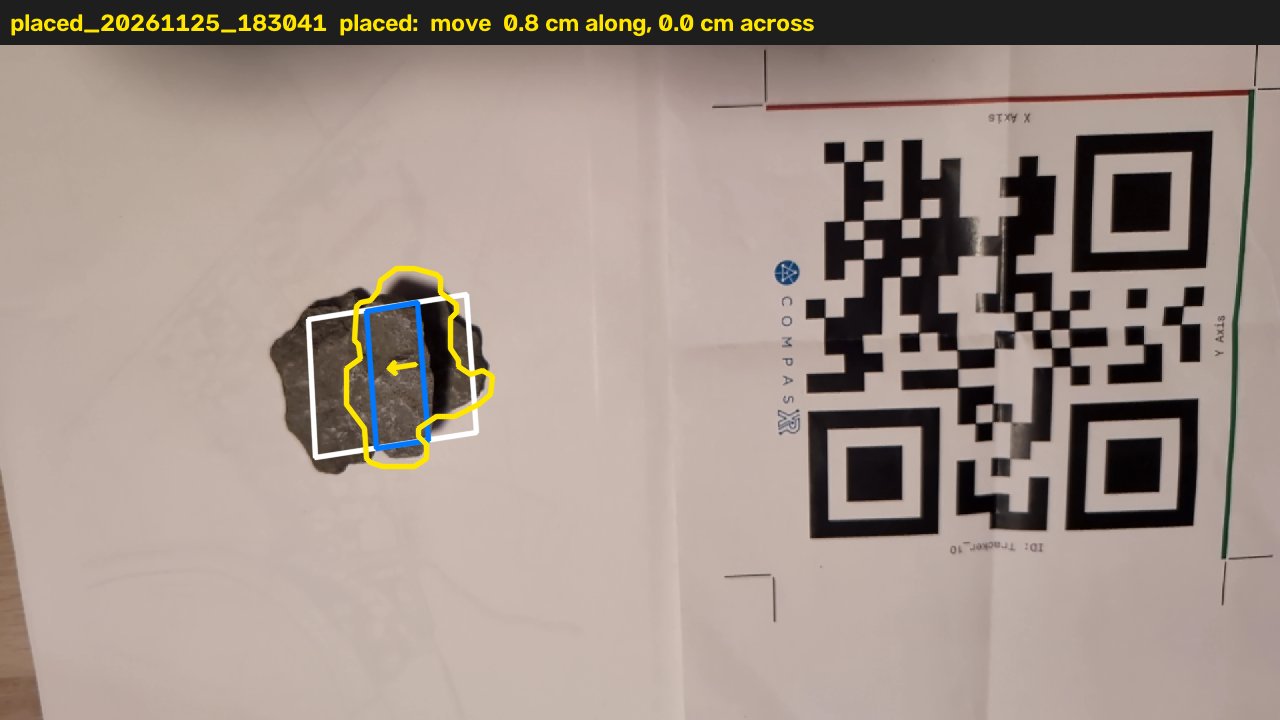 placed_20261125_183041 placed: move 0.8 cm along, 0.0 cm across
X Axis
COMPAS XR
Y Axis
ID: Tracker_10